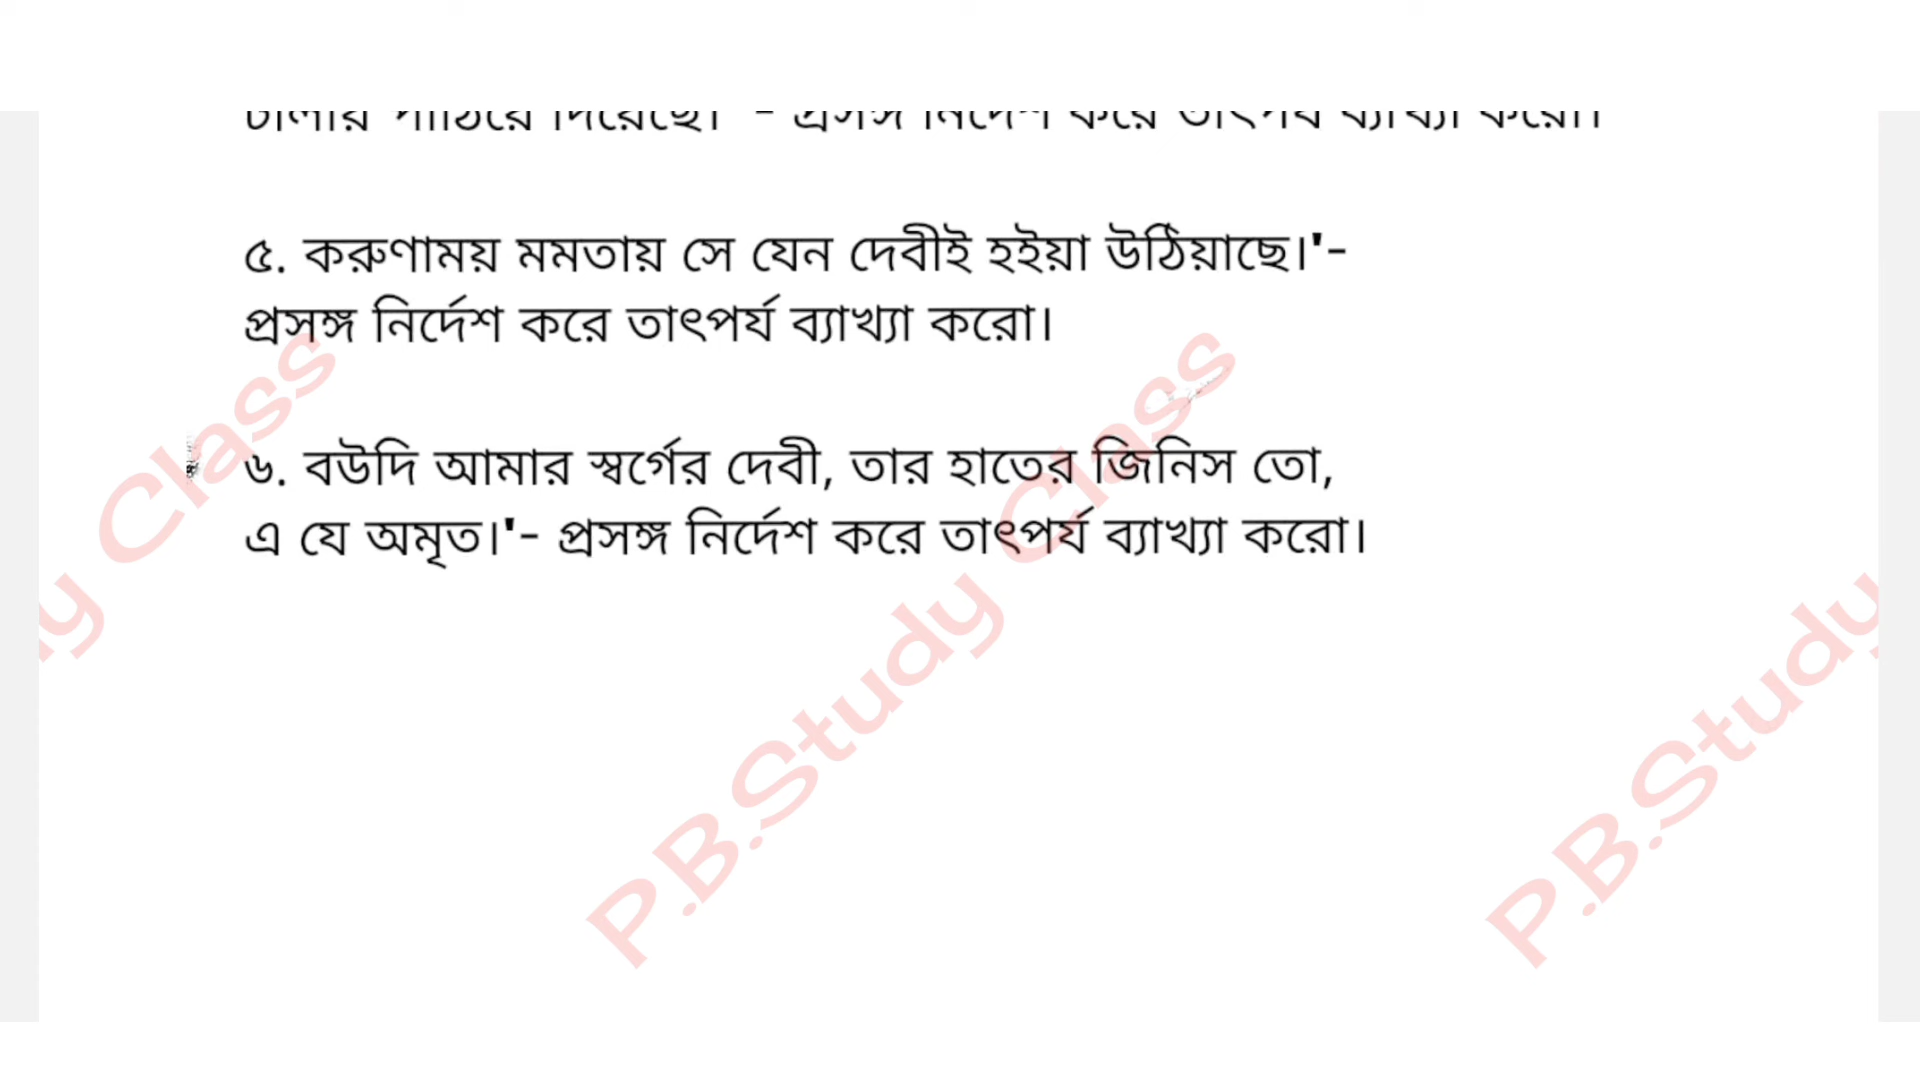 ৫. করুণাময় মমতায় সে যেন দেবীই হইয়া উঠিয়াছে।'-
প্রসঙ্গ নির্দেশ করে তাৎপর্য ব্যাখ্যা করো।
৬. বউদি আমার স্বর্গের দেবী, তার হাতের জিনিস তো,
এ যে অমৃত।'- প্রসঙ্গ নির্দেশ করে তাৎপর্য ব্যাখ্যা করো।
dy Class
P.B.Study Class
P.B.Study